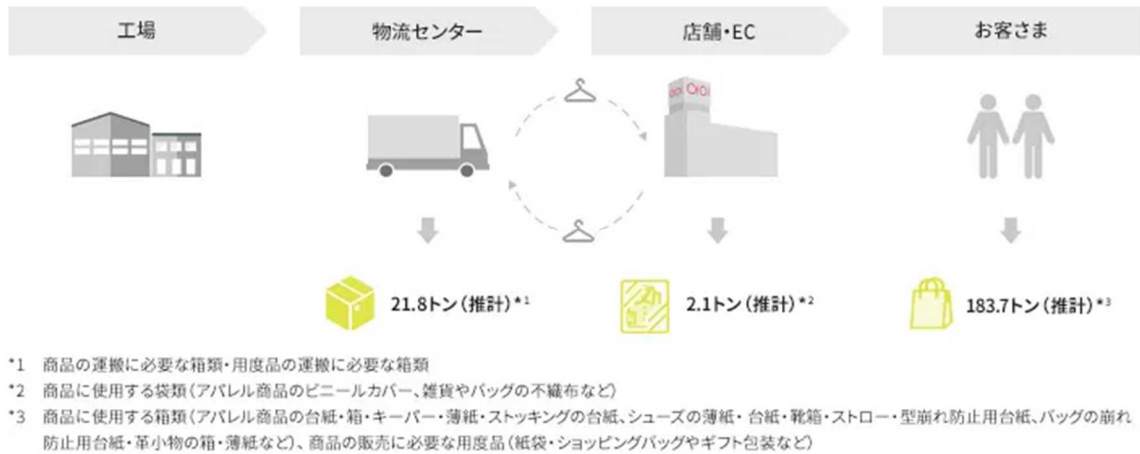 工場
物流センター
店舗・EC
お客さま
OIOI
21.8トン(推計)*1
2.1トン(推計)*2
183.7トン(推計)*3
*1 商品の運搬に必要な箱類・用度品の運搬に必要な箱類
*2 商品に使用する袋類(アパレル商品のビニールカバー、雑貨やバッグの不織布など)
*3 商品に使用する箱類(アパレル商品の台紙・箱・キーパー・薄紙・ストッキングの台紙、シューズの薄紙・台紙・靴箱・ストロー・型崩れ防止用台紙、バッグの崩れ
防止用台紙・革小物の箱・薄紙など)、商品の販売に必要な用度品(紙袋・ショッピングバッグやギフト包装など)